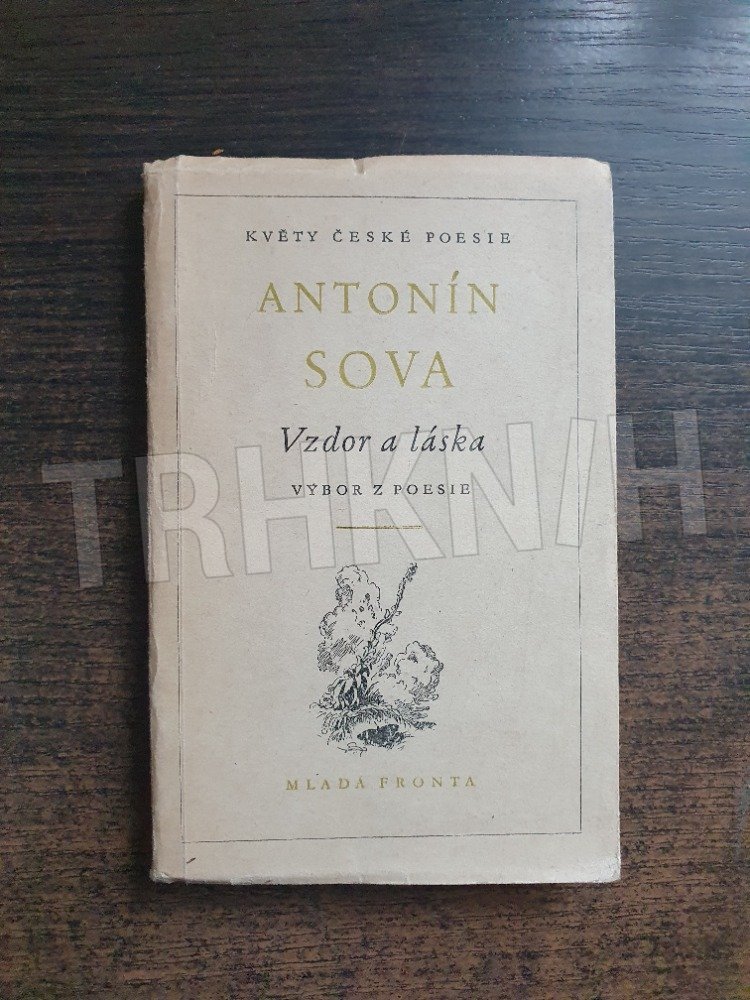 KVĚTY ČESKÉ POESIE
ANTONÍN
SOVA
Vzdor a láska
VÝBOR Z POESIE
TRHKNIH
MLADÁ FRONTA